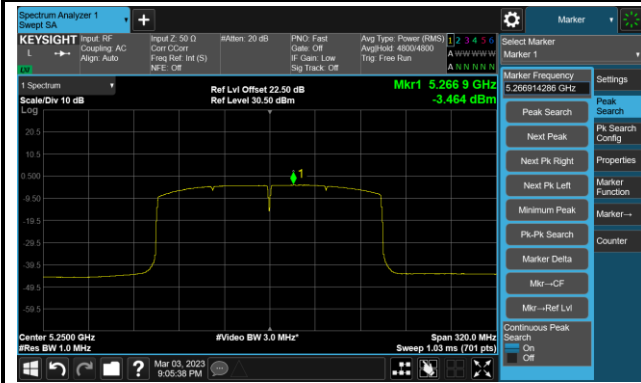 Spectrum Analyzer 1
Swept SA
+
Marker
KEYSIGHT
L
Input: RF
Coupling: AC
Align: Auto
Input Z: 50 Ω
Corr CCorr
Freq Ref: Int (S)
NFE: Off
#Atten: 20 dB
PNO: Fast
Gate: Off
IF Gain: Low
Sig Track: Off
Avg Type: Power (RMS)
Avg|Hold: 4800/4800
Trig: Free Run
1 2 3 4 5 6
A W W W W W
A N N N N N
Select Marker
Marker 1
1 Spectrum
Scale/Div 10 dB
Log
Ref Lvl Offset 22.50 dB
Ref Level 30.50 dBm
Mkr1 5.266 9 GHz
-3.464 dBm
20.5
10.5
0.500
-9.50
-19.5
-29.5
-39.5
-49.5
-59.5
1
Center 5.2500 GHz
#Res BW 1.0 MHz
#Video BW 3.0 MHz*
Span 320.0 MHz
Sweep 1.03 ms (701 pts)
Marker Frequency
5.266914286 GHz
Peak Search
Next Peak
Next Pk Right
Next Pk Left
Minimum Peak
Pk-Pk Search
Marker Delta
Mkr→CF
Mkr→Ref Lvl
Continuous Peak
Search
On
Off
Settings
Peak
Search
Pk Search
Config
Properties
Marker
Function
Marker→
Counter
?
Mar 03, 2023
9:05:38 PM